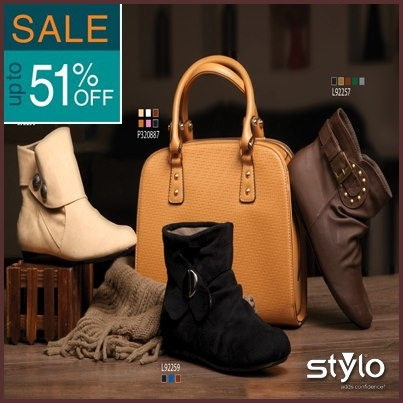 SALE
upto
51% OFF
P320887
L92257
L92259
stylo
adds confidence!